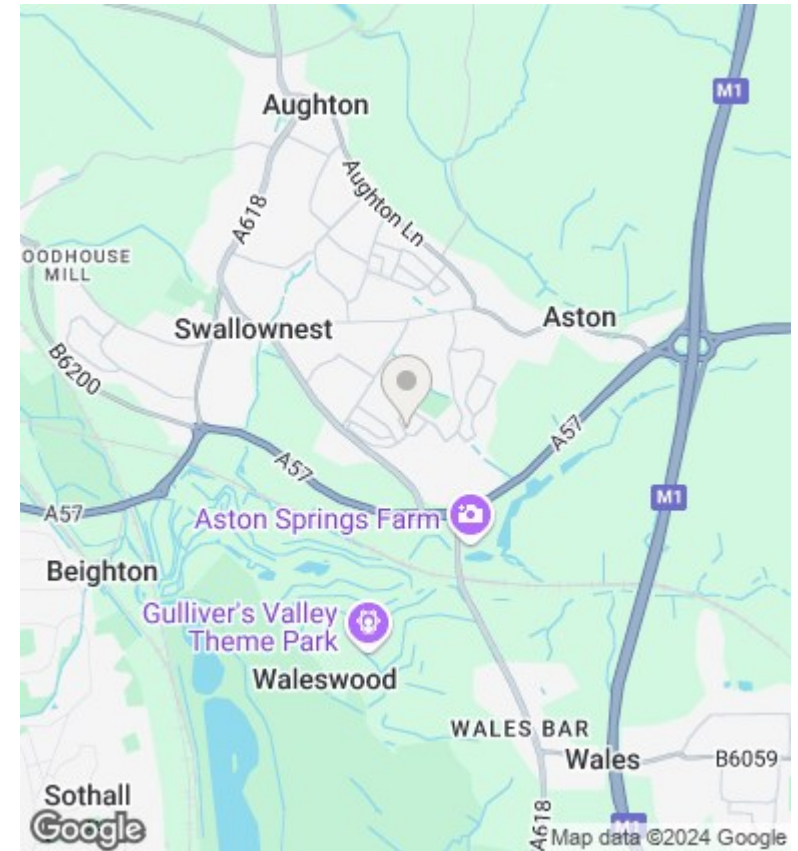 M1
Aughton
Aughton Ln
A618
OODHOUSE
MILL
Swallownest
Aston
B6200
A57
A57
M1
A57
Aston Springs Farm
Beighton
Gulliver's Valley
Theme Park
Waleswood
WALES BAR
Wales
B6059
Sothall
A618
M1
Google
Map data ©2024 Google